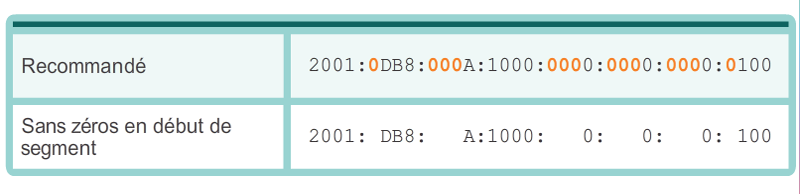 Recommandé 2001:0DB8:000A:1000:0000:0000:0000:0100
Sans zéros en début de
segment 2001: DB8: A:1000: 0: 0: 0: 100